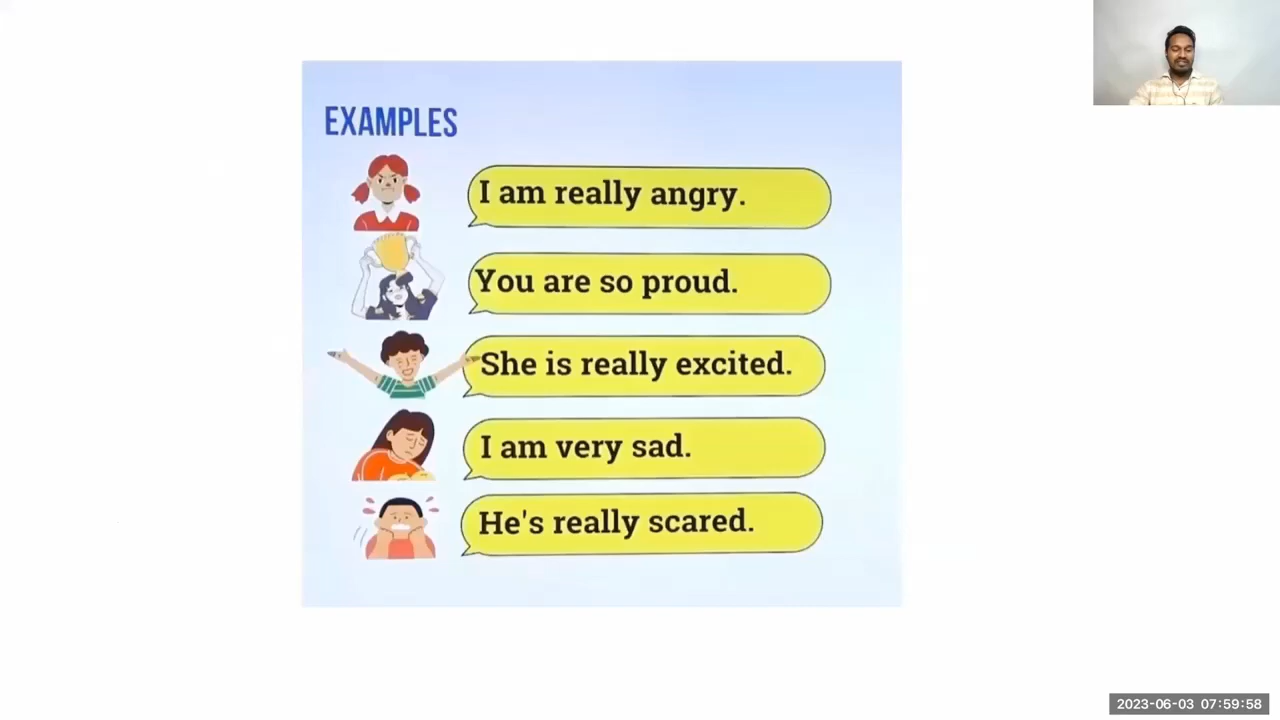 EXAMPLES
I am really angry.
You are so proud.
She is really excited.
I am very sad.
He's really scared.
2023-06-03 07:59:58